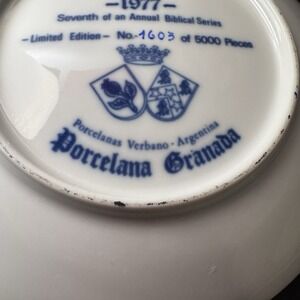 —1977—
Seventh of an Annual Biblical Series
—Limited Edition— No. 1603 of 5000 Pieces
Porcelanas Verbano - Argentina
Porcelana Granada